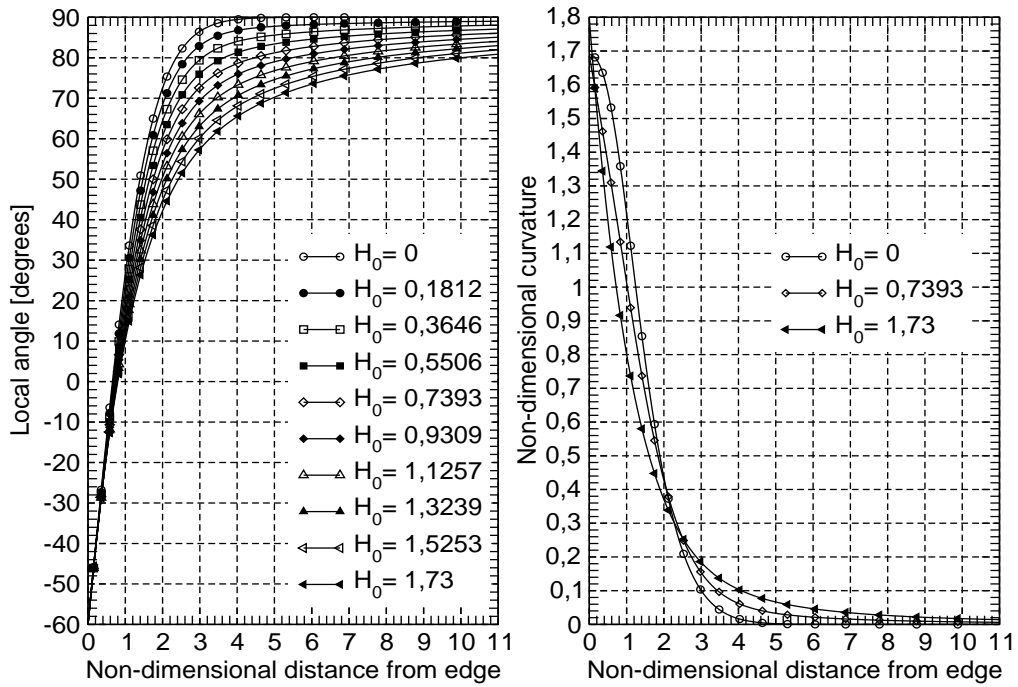 Local angle [degrees]
90
80
70
60
50
40
30
20
10
0
-10
-20
-30
-40
-50
-60
H0= 0
H0= 0,1812
H0= 0,3646
H0= 0,5506
H0= 0,7393
H0= 0,9309
H0= 1,1257
H0= 1,3239
H0= 1,5253
H0= 1,73
0 1 2 3 4 5 6 7 8 9 10 11
Non-dimensional distance from edge
Non-dimensional curvature
1,8
1,7
1,6
1,5
1,4
1,3
1,2
1,1
1
0,9
0,8
0,7
0,6
0,5
0,4
0,3
0,2
0,1
0
H0= 0
H0= 0,7393
H0= 1,73
0 1 2 3 4 5 6 7 8 9 10 11
Non-dimensional distance from edge